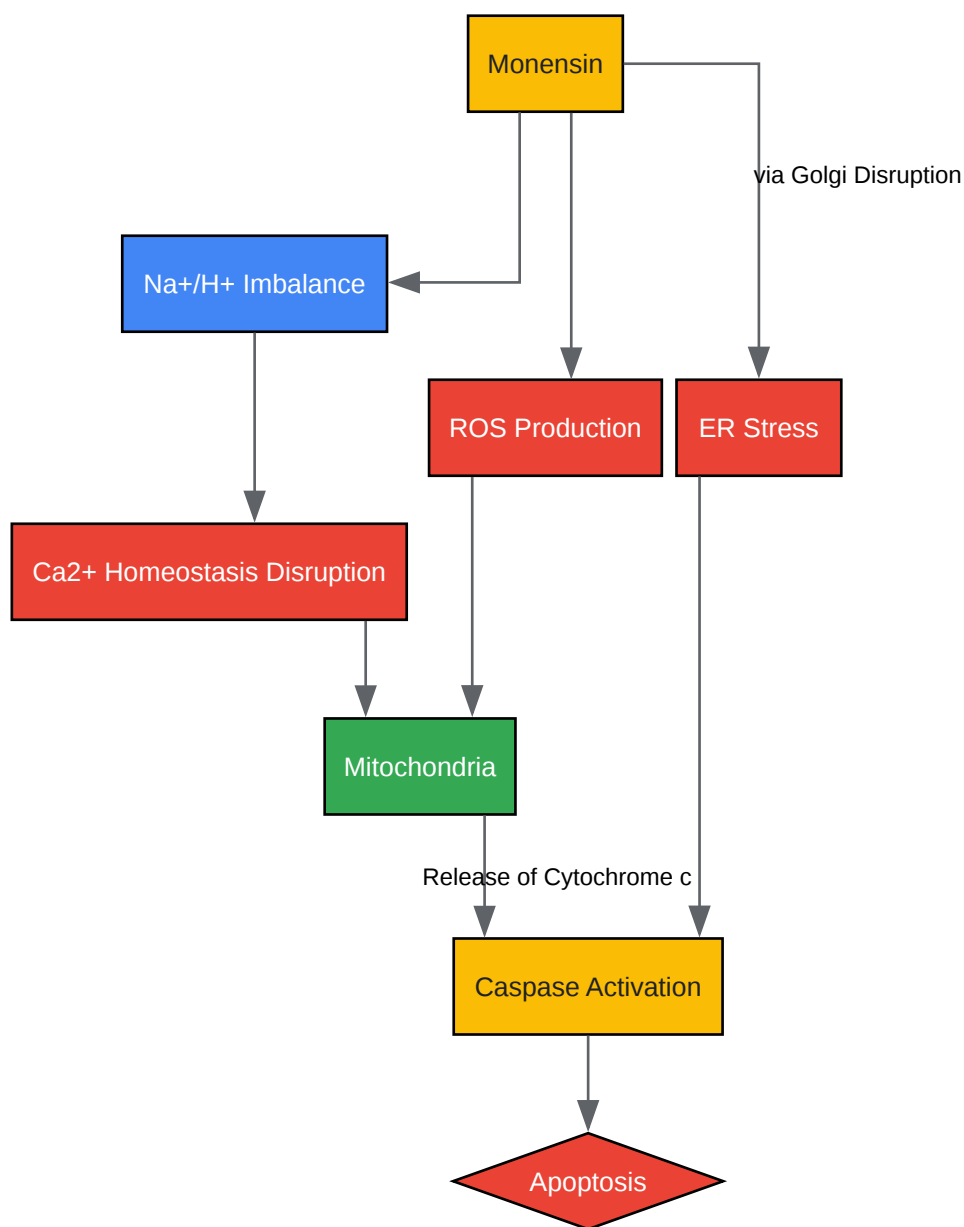 Monensin
via Golgi Disruption
Na+/H+ Imbalance
ROS Production
ER Stress
Ca2+ Homeostasis Disruption
Mitochondria
Release of Cytochrome c
Caspase Activation
Apoptosis